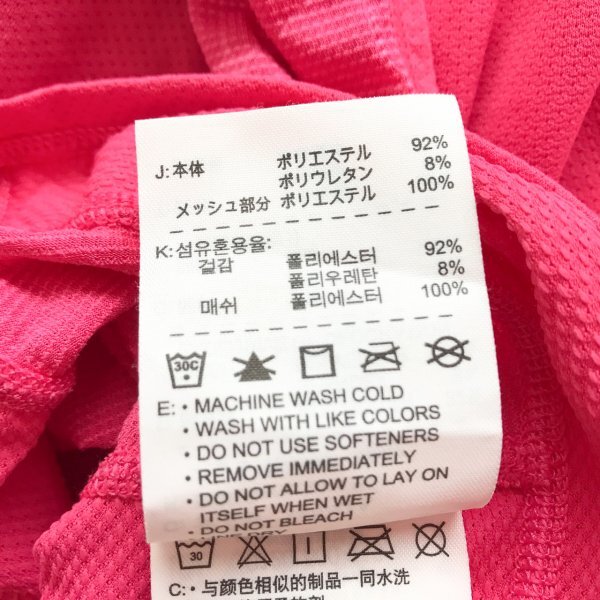 J: 本体 ポリエステル 92%
ポリウレタン 8%
メッシュ部分 ポリエステル 100%
K: 섬유혼용율:
겉감 폴리에스터 92%
폴리우레탄 8%
매쉬 폴리에스터 100%
30C
E: • MACHINE WASH COLD
• WASH WITH LIKE COLORS
• DO NOT USE SOFTENERS
• REMOVE IMMEDIATELY
• DO NOT ALLOW TO LAY ON
ITSELF WHEN WET
• DO NOT BLEACH
30
C: • 与颜色相似的制品一同水洗